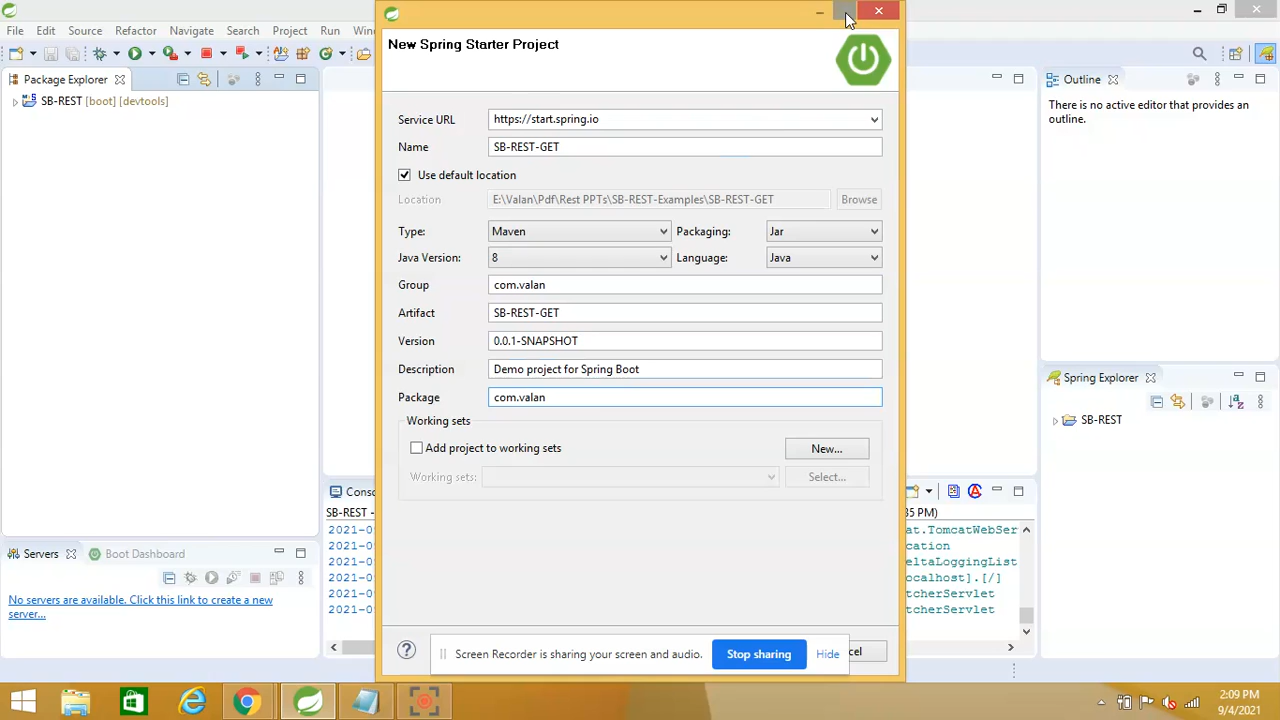 File Edit Source Refactor Navigate Search Project Run
New Spring Starter Project
Package Explorer
SB-REST [boot] [devtools]
Service URL https://start.spring.io
Name SB-REST-GET
Use default location
Location E:\Valan\Pdf\Rest PPTs\SB-REST-Examples\SB-REST-GET Browse
Type: Maven Packaging: Jar
Java Version: 8 Language: Java
Group com.valan
Artifact SB-REST-GET
Version 0.0.1-SNAPSHOT
Description Demo project for Spring Boot
Package com.valan
Working sets
Add project to working sets New...
Working sets: Select...
Outline
There is no active editor that provides an
outline.
Spring Explorer
SB-REST
Servers Boot Dashboard
No servers are available. Click this link to create a new
server...
SB-REST -
Screen Recorder is sharing your screen and audio. Stop sharing Hide
2:09 PM
9/4/2021